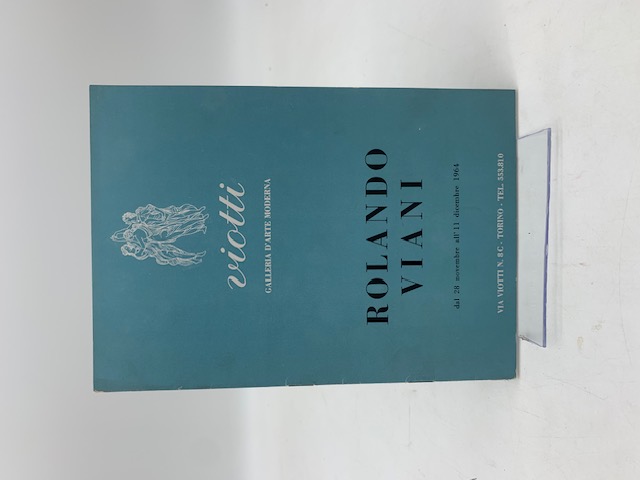 viotti
GALLERIA D'ARTE MODERNA
ROLANDO
VIANI
dal 28 novembre all'11 dicembre 1964
VIA VIOTTI N. 8 C - TORINO - TEL. 553.810